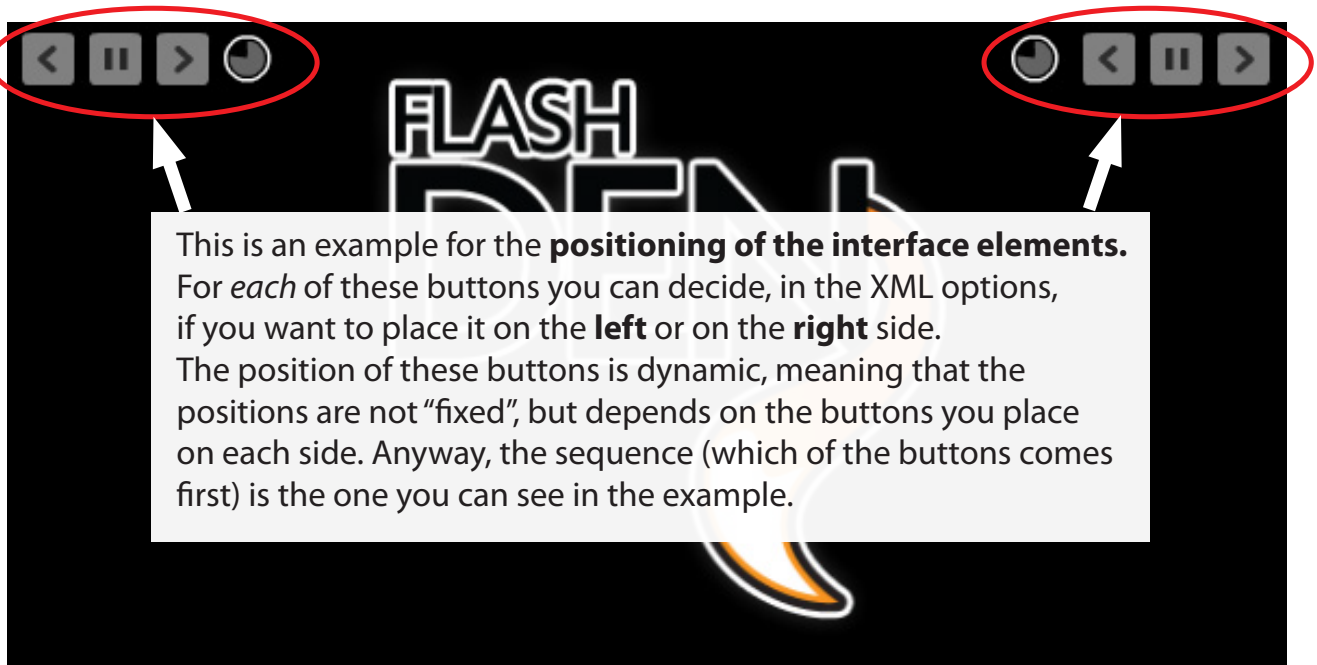 FLASH
DEN
This is an example for the positioning of the interface elements.
For each of these buttons you can decide, in the XML options,
if you want to place it on the left or on the right side.
The position of these buttons is dynamic, meaning that the
positions are not “fixed”, but depends on the buttons you place
on each side. Anyway, the sequence (which of the buttons comes
first) is the one you can see in the example.